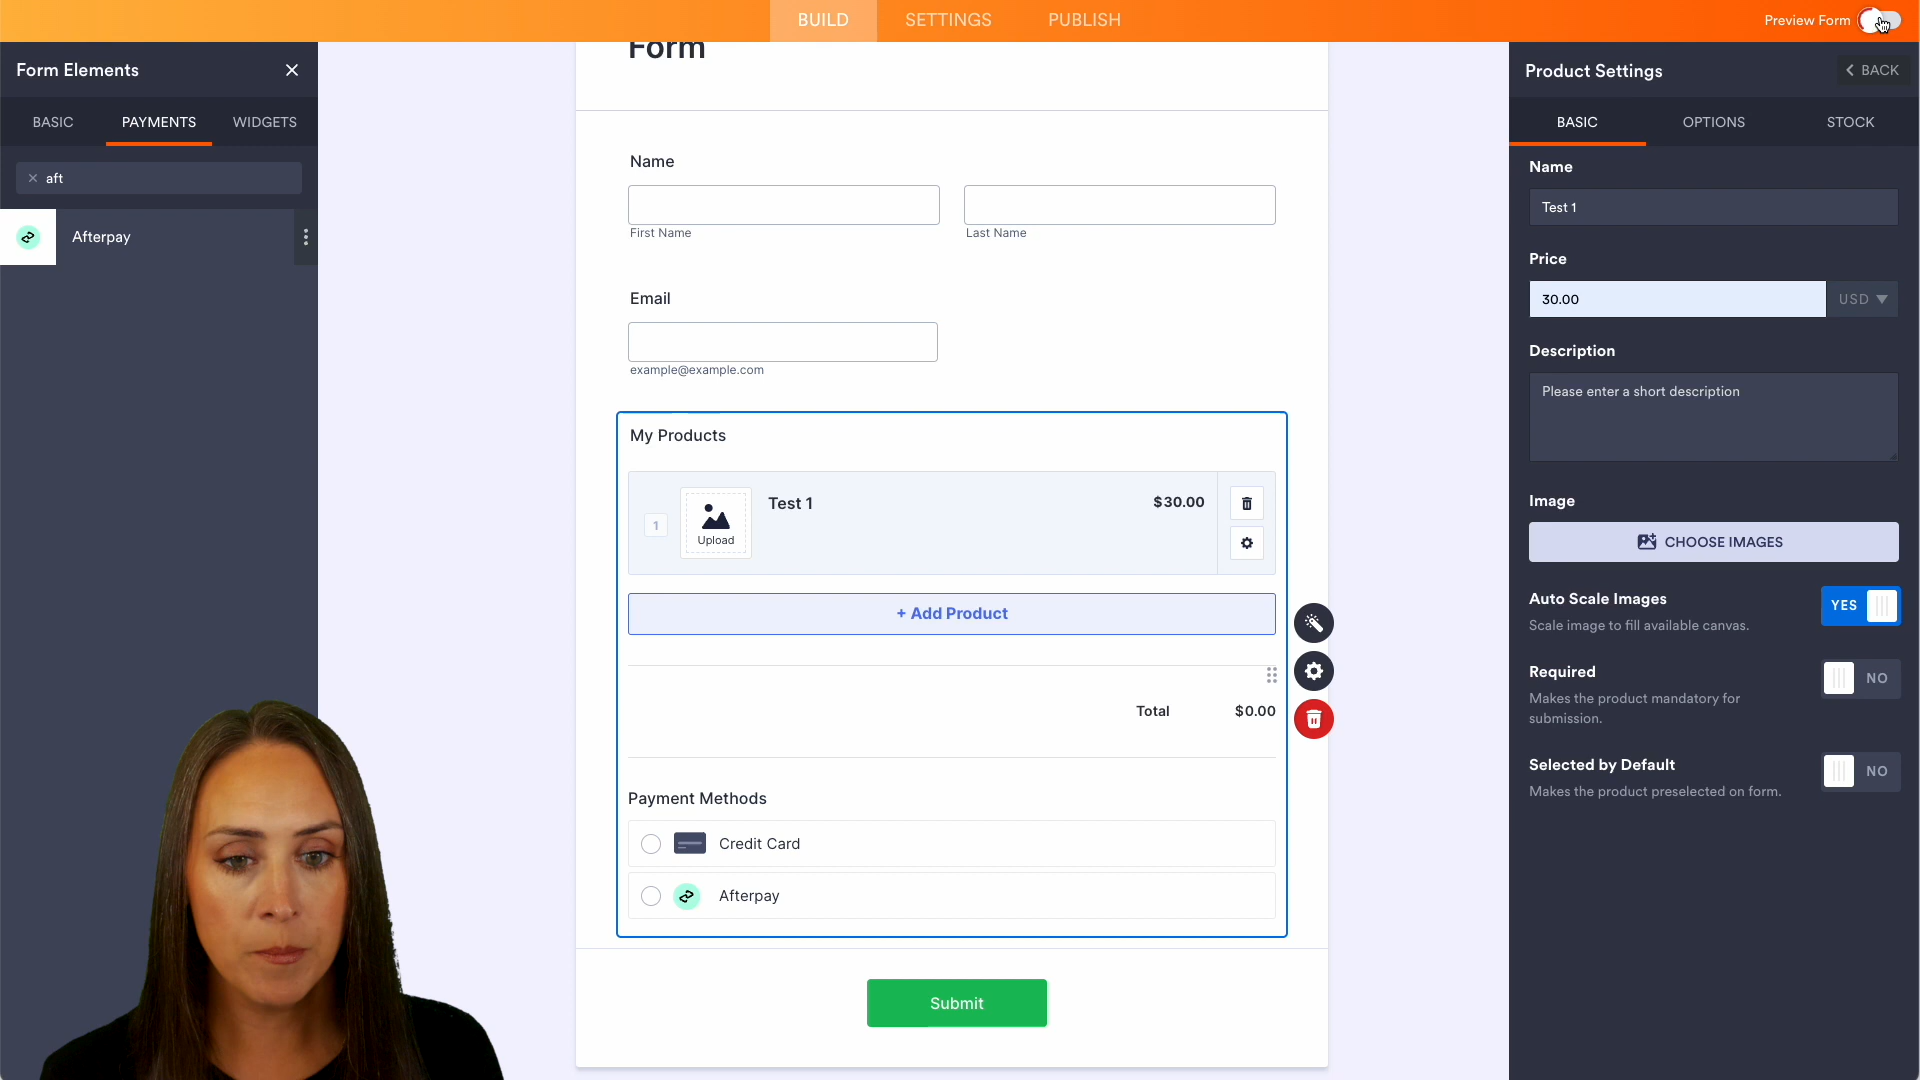 BUILD
SETTINGS
PUBLISH
Preview Form
Form Elements
BASIC
PAYMENTS
WIDGETS
aft
Afterpay
Form
Name
First Name
Last Name
Email
example@example.com
My Products
1
Upload
Test 1
$30.00
+ Add Product
Total
$0.00
Payment Methods
Credit Card
Afterpay
Submit
Product Settings
BACK
BASIC
OPTIONS
STOCK
Name
Test 1
Price
30.00
USD
Description
Please enter a short description
Image
CHOOSE IMAGES
Auto Scale Images
YES
Scale image to fill available canvas.
Required
NO
Makes the product mandatory for
submission.
Selected by Default
NO
Makes the product preselected on form.